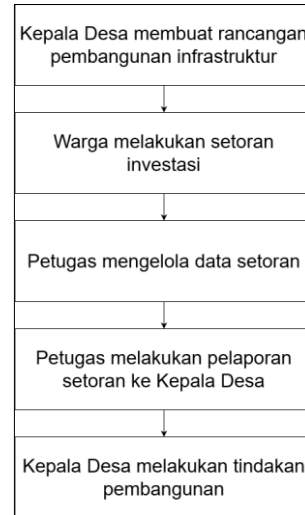 Kepala Desa membuat rancangan
pembangunan infrastruktur
Warga melakukan setoran
investasi
Petugas mengelola data setoran
Petugas melakukan pelaporan
setoran ke Kepala Desa
Kepala Desa melakukan tindakan
pembangunan